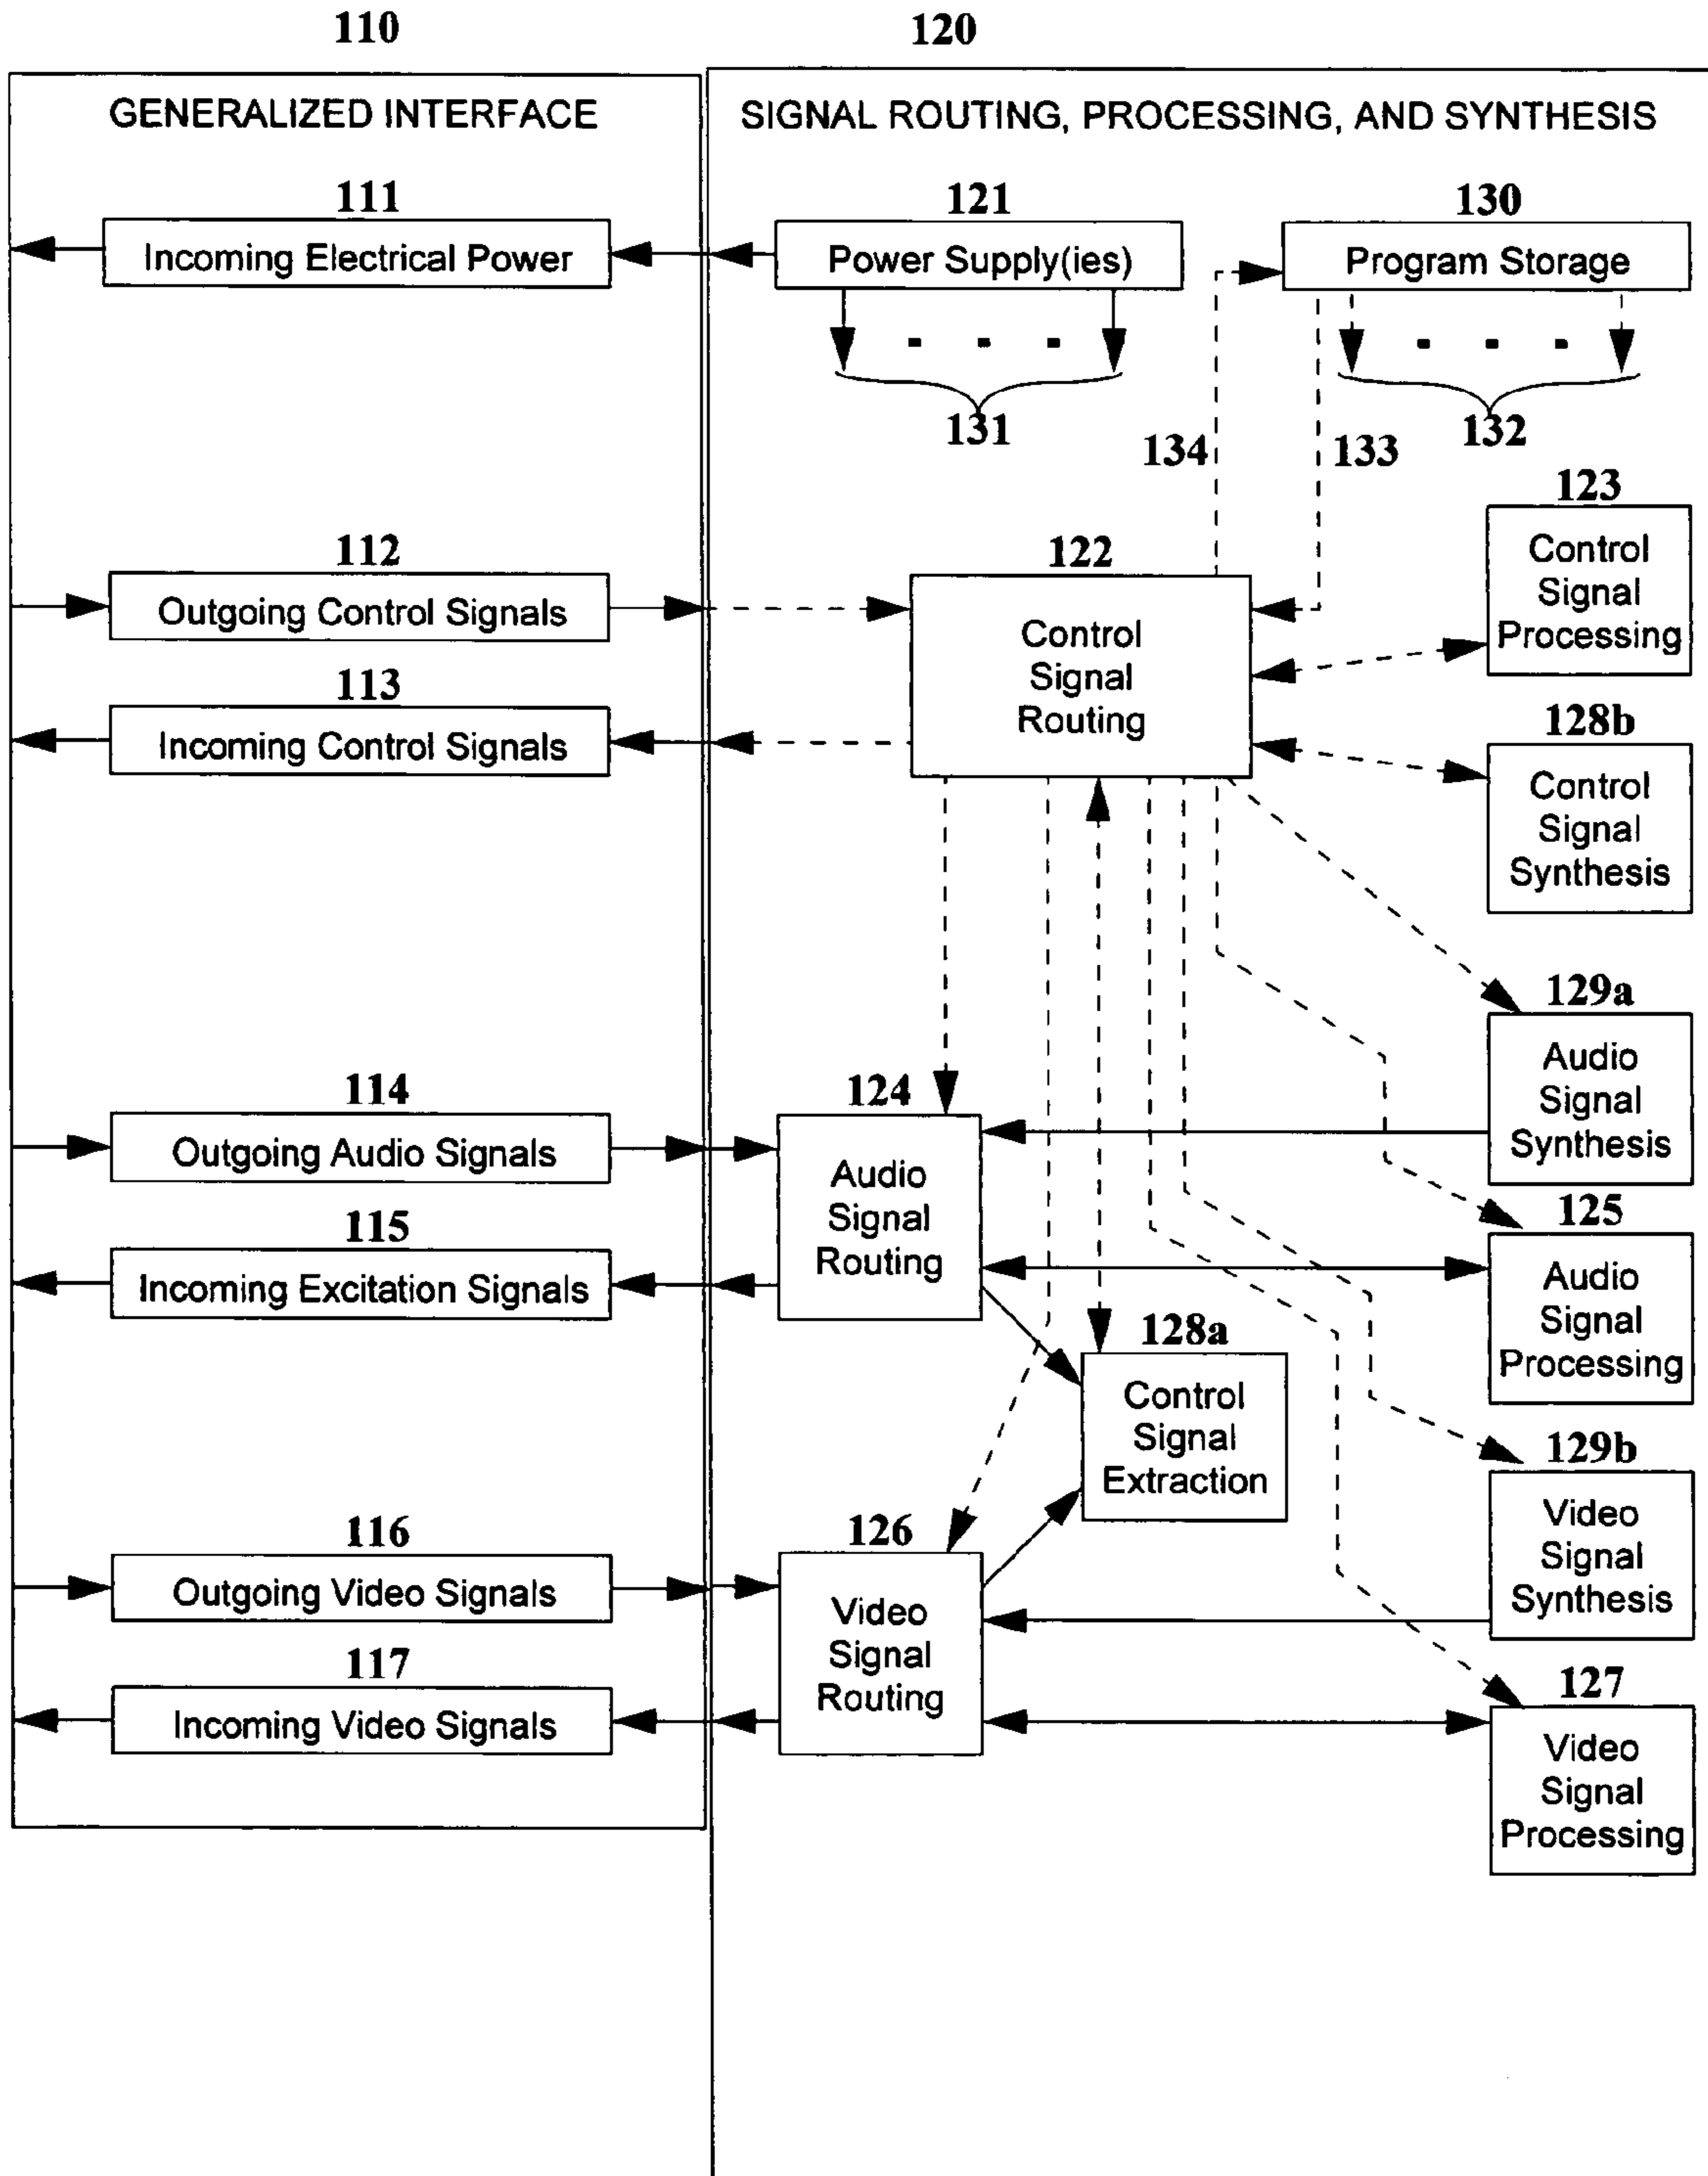 110
120
GENERALIZED INTERFACE
SIGNAL ROUTING, PROCESSING, AND SYNTHESIS
111
Incoming Electrical Power
121
Power Supply(ies)
130
Program Storage
131
132
134
133
123
Control
Signal
Processing
112
Outgoing Control Signals
122
Control
Signal
Routing
113
Incoming Control Signals
128b
Control
Signal
Synthesis
129a
Audio
Signal
Synthesis
114
Outgoing Audio Signals
124
Audio
Signal
Routing
115
Incoming Excitation Signals
125
Audio
Signal
Processing
128a
Control
Signal
Extraction
129b
Video
Signal
Synthesis
116
Outgoing Video Signals
126
Video
Signal
Routing
117
Incoming Video Signals
127
Video
Signal
Processing